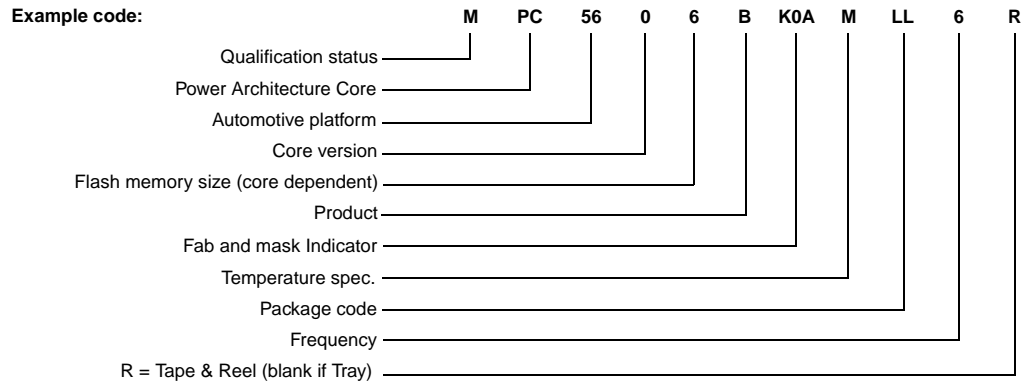 Example code: M PC 56 0 6 B K0A M LL 6 R
Qualification status
Power Architecture Core
Automotive platform
Core version
Flash memory size (core dependent)
Product
Fab and mask Indicator
Temperature spec.
Package code
Frequency
R = Tape & Reel (blank if Tray)